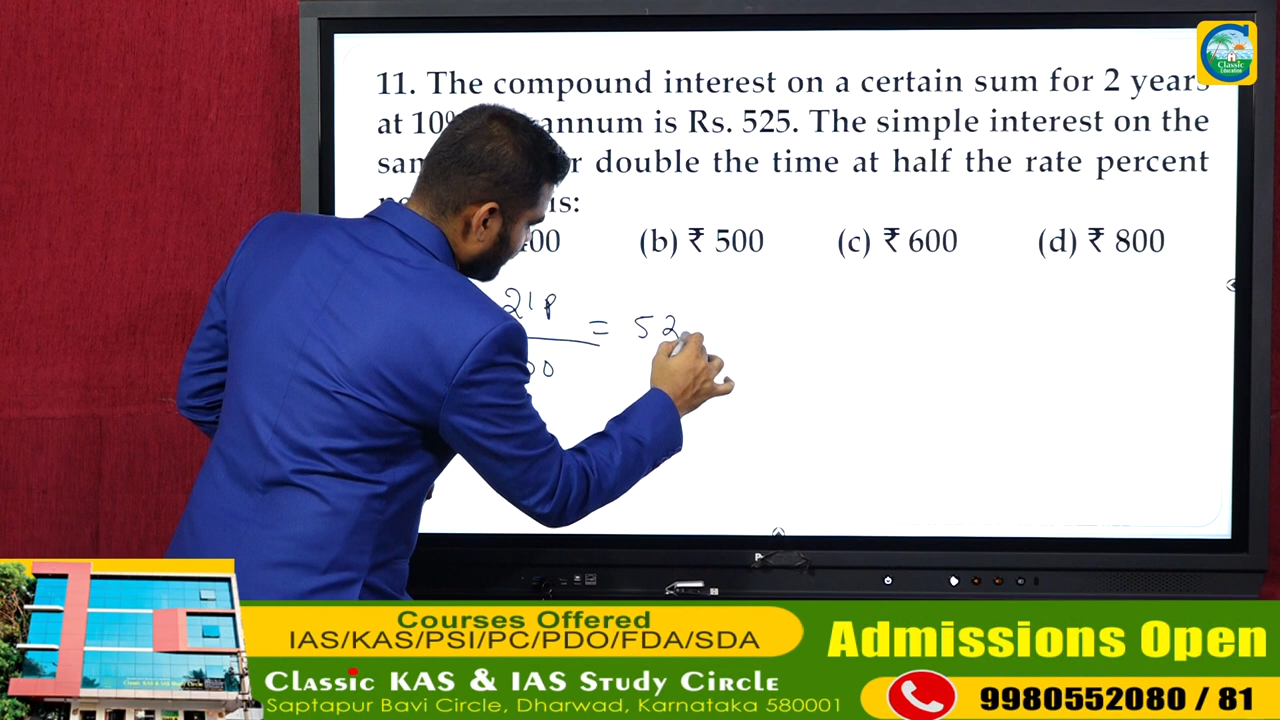 Classic
Education
11. The compound interest on a certain sum for 2 years
at 10% annum is Rs. 525. The simple interest on the
double the time at half the rate percent
is:
400 (b) ₹ 500 (c) ₹ 600 (d) ₹ 800
21P
= 52
00
Courses Offered
IAS/KAS/PSI/PC/PDO/FDA/SDA
Classic KAS & IAS Study Circle
Saptapur Bavi Circle, Dharwad, Karnataka 580001
Admissions Open
9980552080 / 81